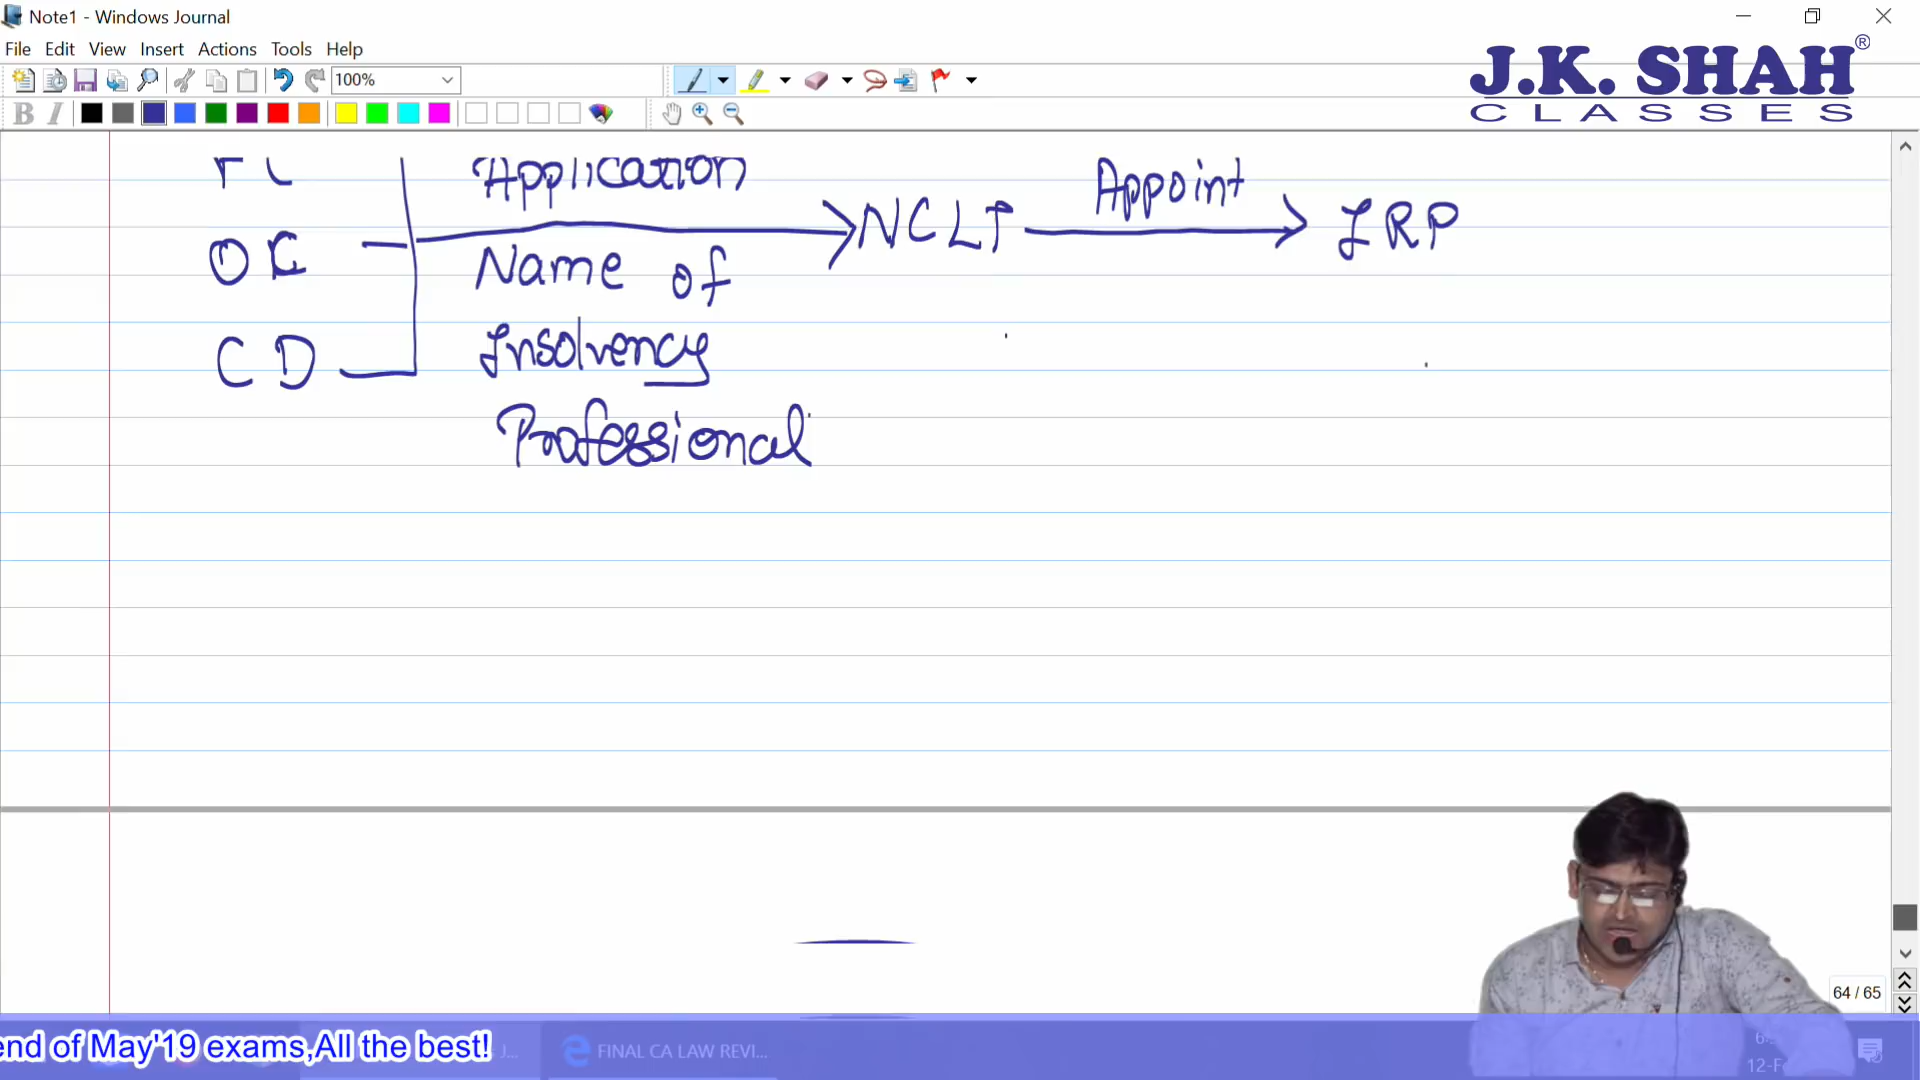 Note1 - Windows Journal
File Edit View Insert Actions Tools Help
100%
B I
J.K. SHAH®
CLASSES
FC
Application
Appoint
NCLT
IRP
OC
Name of
CD
Insolvency
Professional
64 / 65
end of May'19 exams,All the best!
J...
FINAL CA LAW REVI...